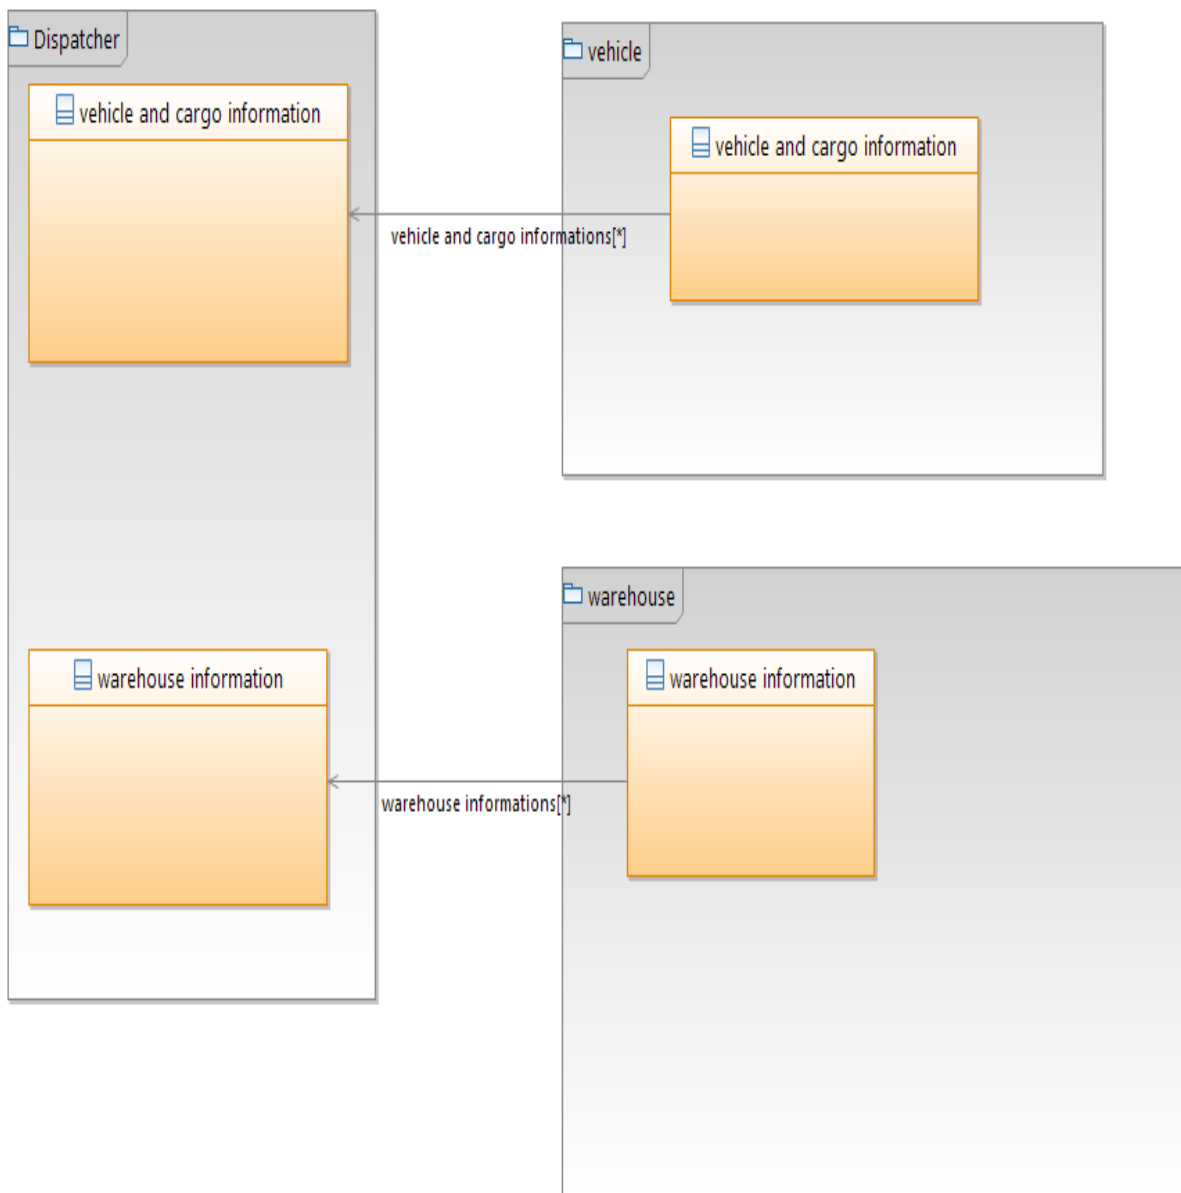 Dispatcher
vehicle and cargo information
vehicle
vehicle and cargo information
vehicle and cargo informations[*]
warehouse
warehouse information
warehouse information
warehouse informations[*]